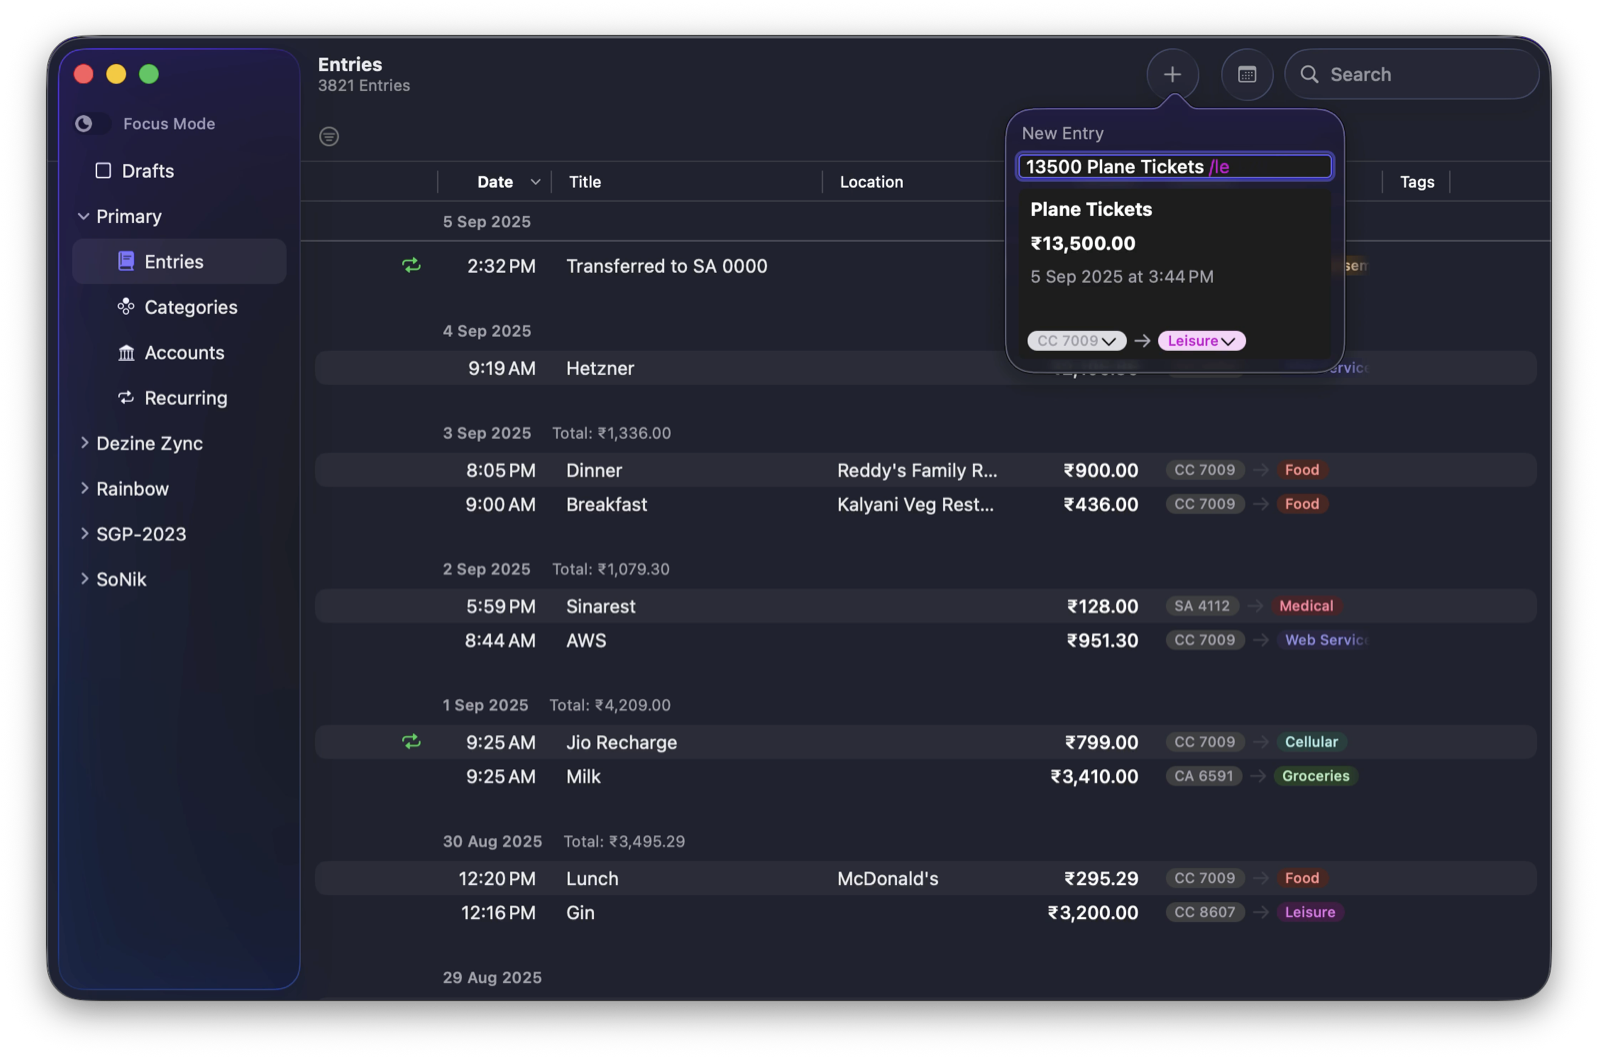 Focus Mode
Drafts
Primary
Entries
Categories
Accounts
Recurring
Dezine Zync
Rainbow
SGP-2023
SoNik
Entries
3821 Entries
Search
New Entry
13500 Plane Tickets /le
Plane Tickets
₹13,500.00
5 Sep 2025 at 3:44 PM
CC 7009 → Leisure
Date Title Location Tags
5 Sep 2025
2:32 PM Transferred to SA 0000
4 Sep 2025
9:19 AM Hetzner
3 Sep 2025 Total: ₹1,336.00
8:05 PM Dinner Reddy's Family R... ₹900.00 CC 7009 → Food
9:00 AM Breakfast Kalyani Veg Rest... ₹436.00 CC 7009 → Food
2 Sep 2025 Total: ₹1,079.30
5:59 PM Sinarest ₹128.00 SA 4112 → Medical
8:44 AM AWS ₹951.30 CC 7009 → Web Servic
1 Sep 2025 Total: ₹4,209.00
9:25 AM Jio Recharge ₹799.00 CC 7009 → Cellular
9:25 AM Milk ₹3,410.00 CA 6591 → Groceries
30 Aug 2025 Total: ₹3,495.29
12:20 PM Lunch McDonald's ₹295.29 CC 7009 → Food
12:16 PM Gin ₹3,200.00 CC 8607 → Leisure
29 Aug 2025